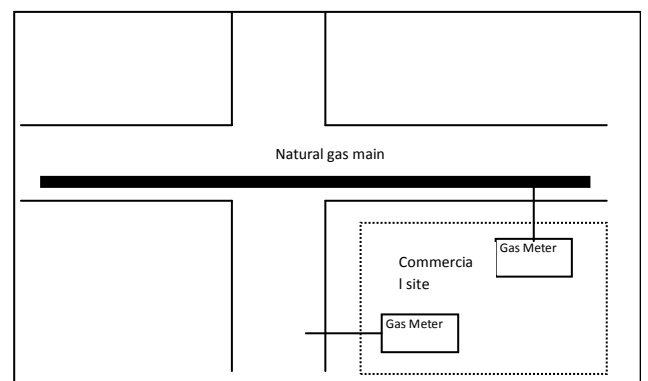 Natural gas main
Gas Meter
Commercia
l site
Gas Meter